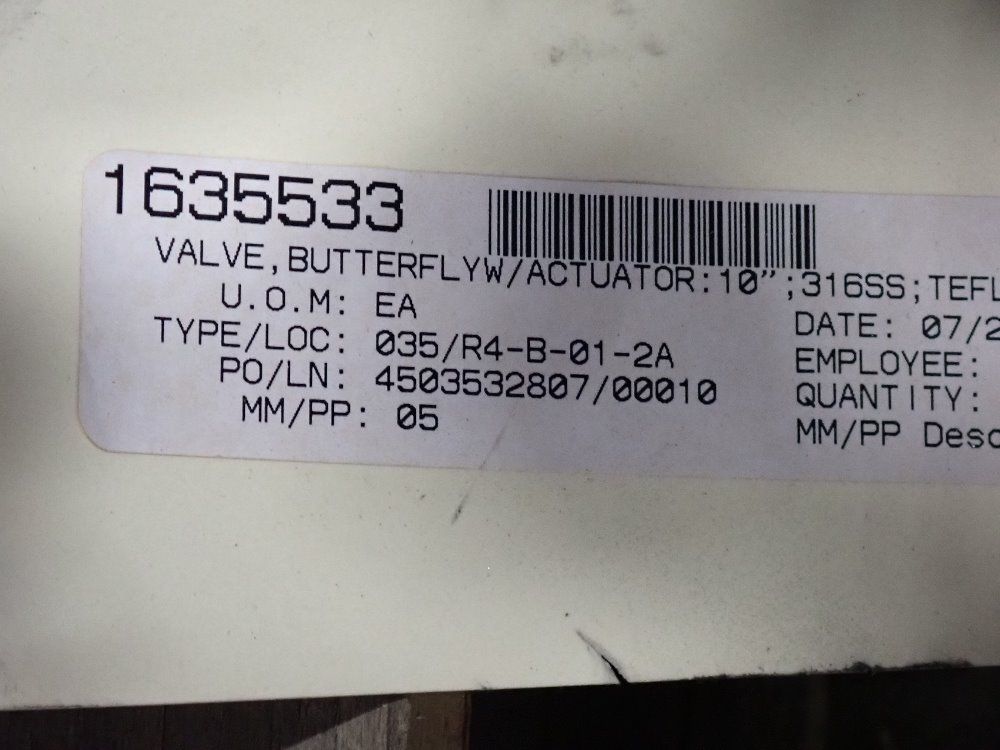 1635533
VALVE,BUTTERFLYW/ACTUATOR:10";316SS;TEFL
U.O.M: EA
DATE: 07/2
TYPE/LOC: 035/R4-B-01-2A
EMPLOYEE:
PO/LN: 4503532807/00010
QUANTITY:
MM/PP: 05
MM/PP Desc